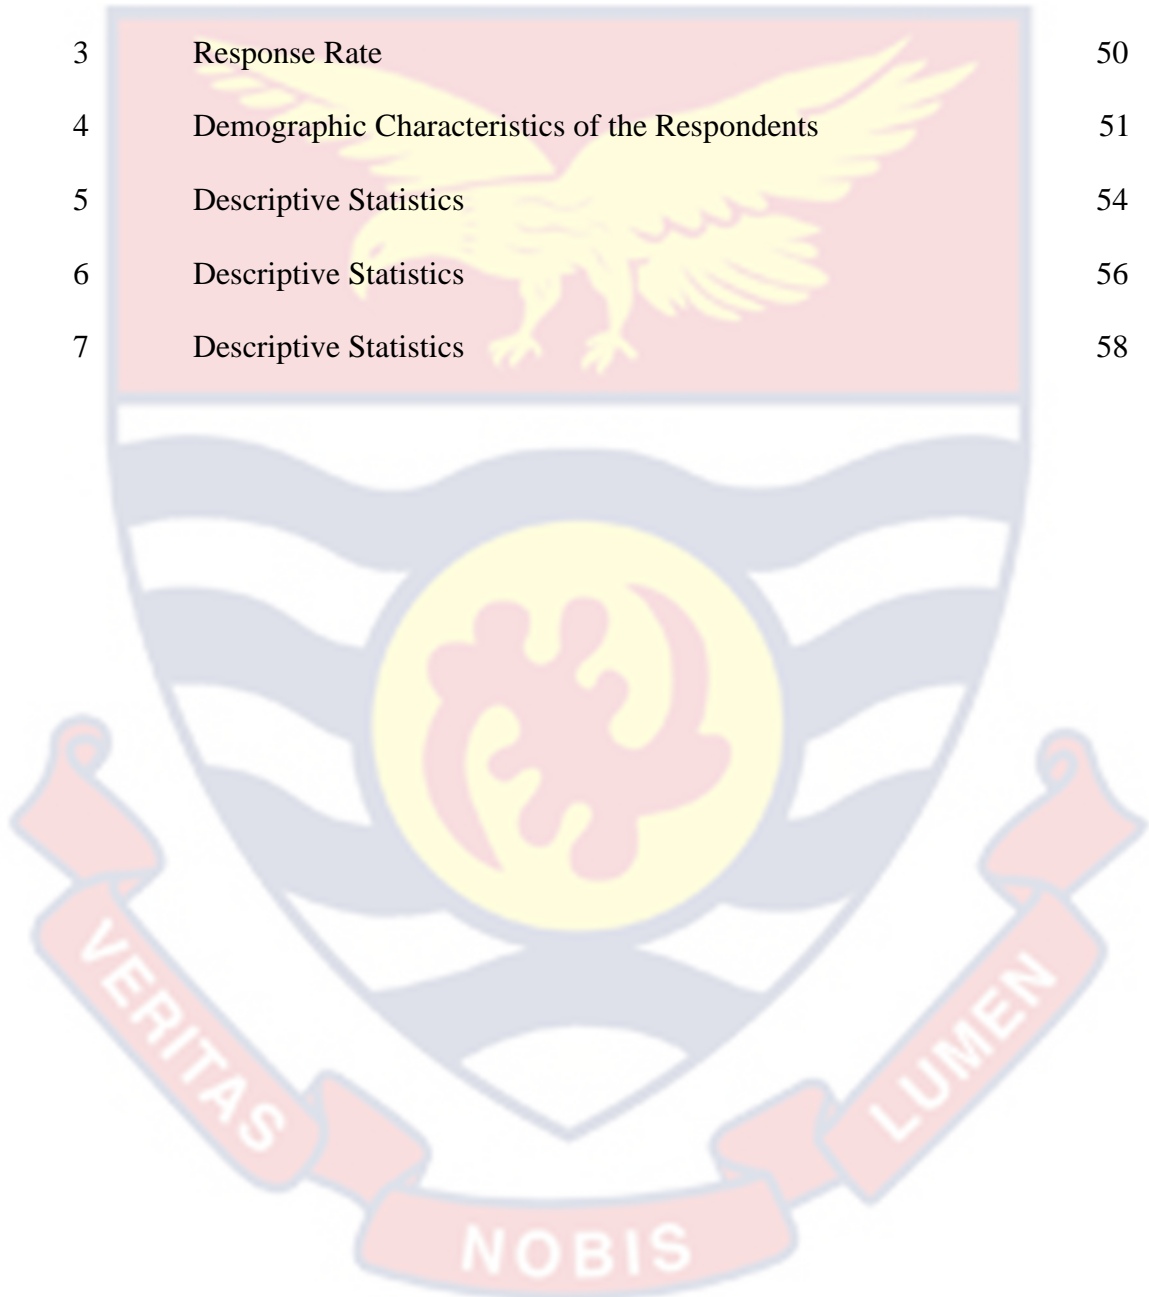 3 Response Rate 50
4 Demographic Characteristics of the Respondents 51
5 Descriptive Statistics 54
6 Descriptive Statistics 56
7 Descriptive Statistics 58
VERITAS
NOBIS
LUMEN